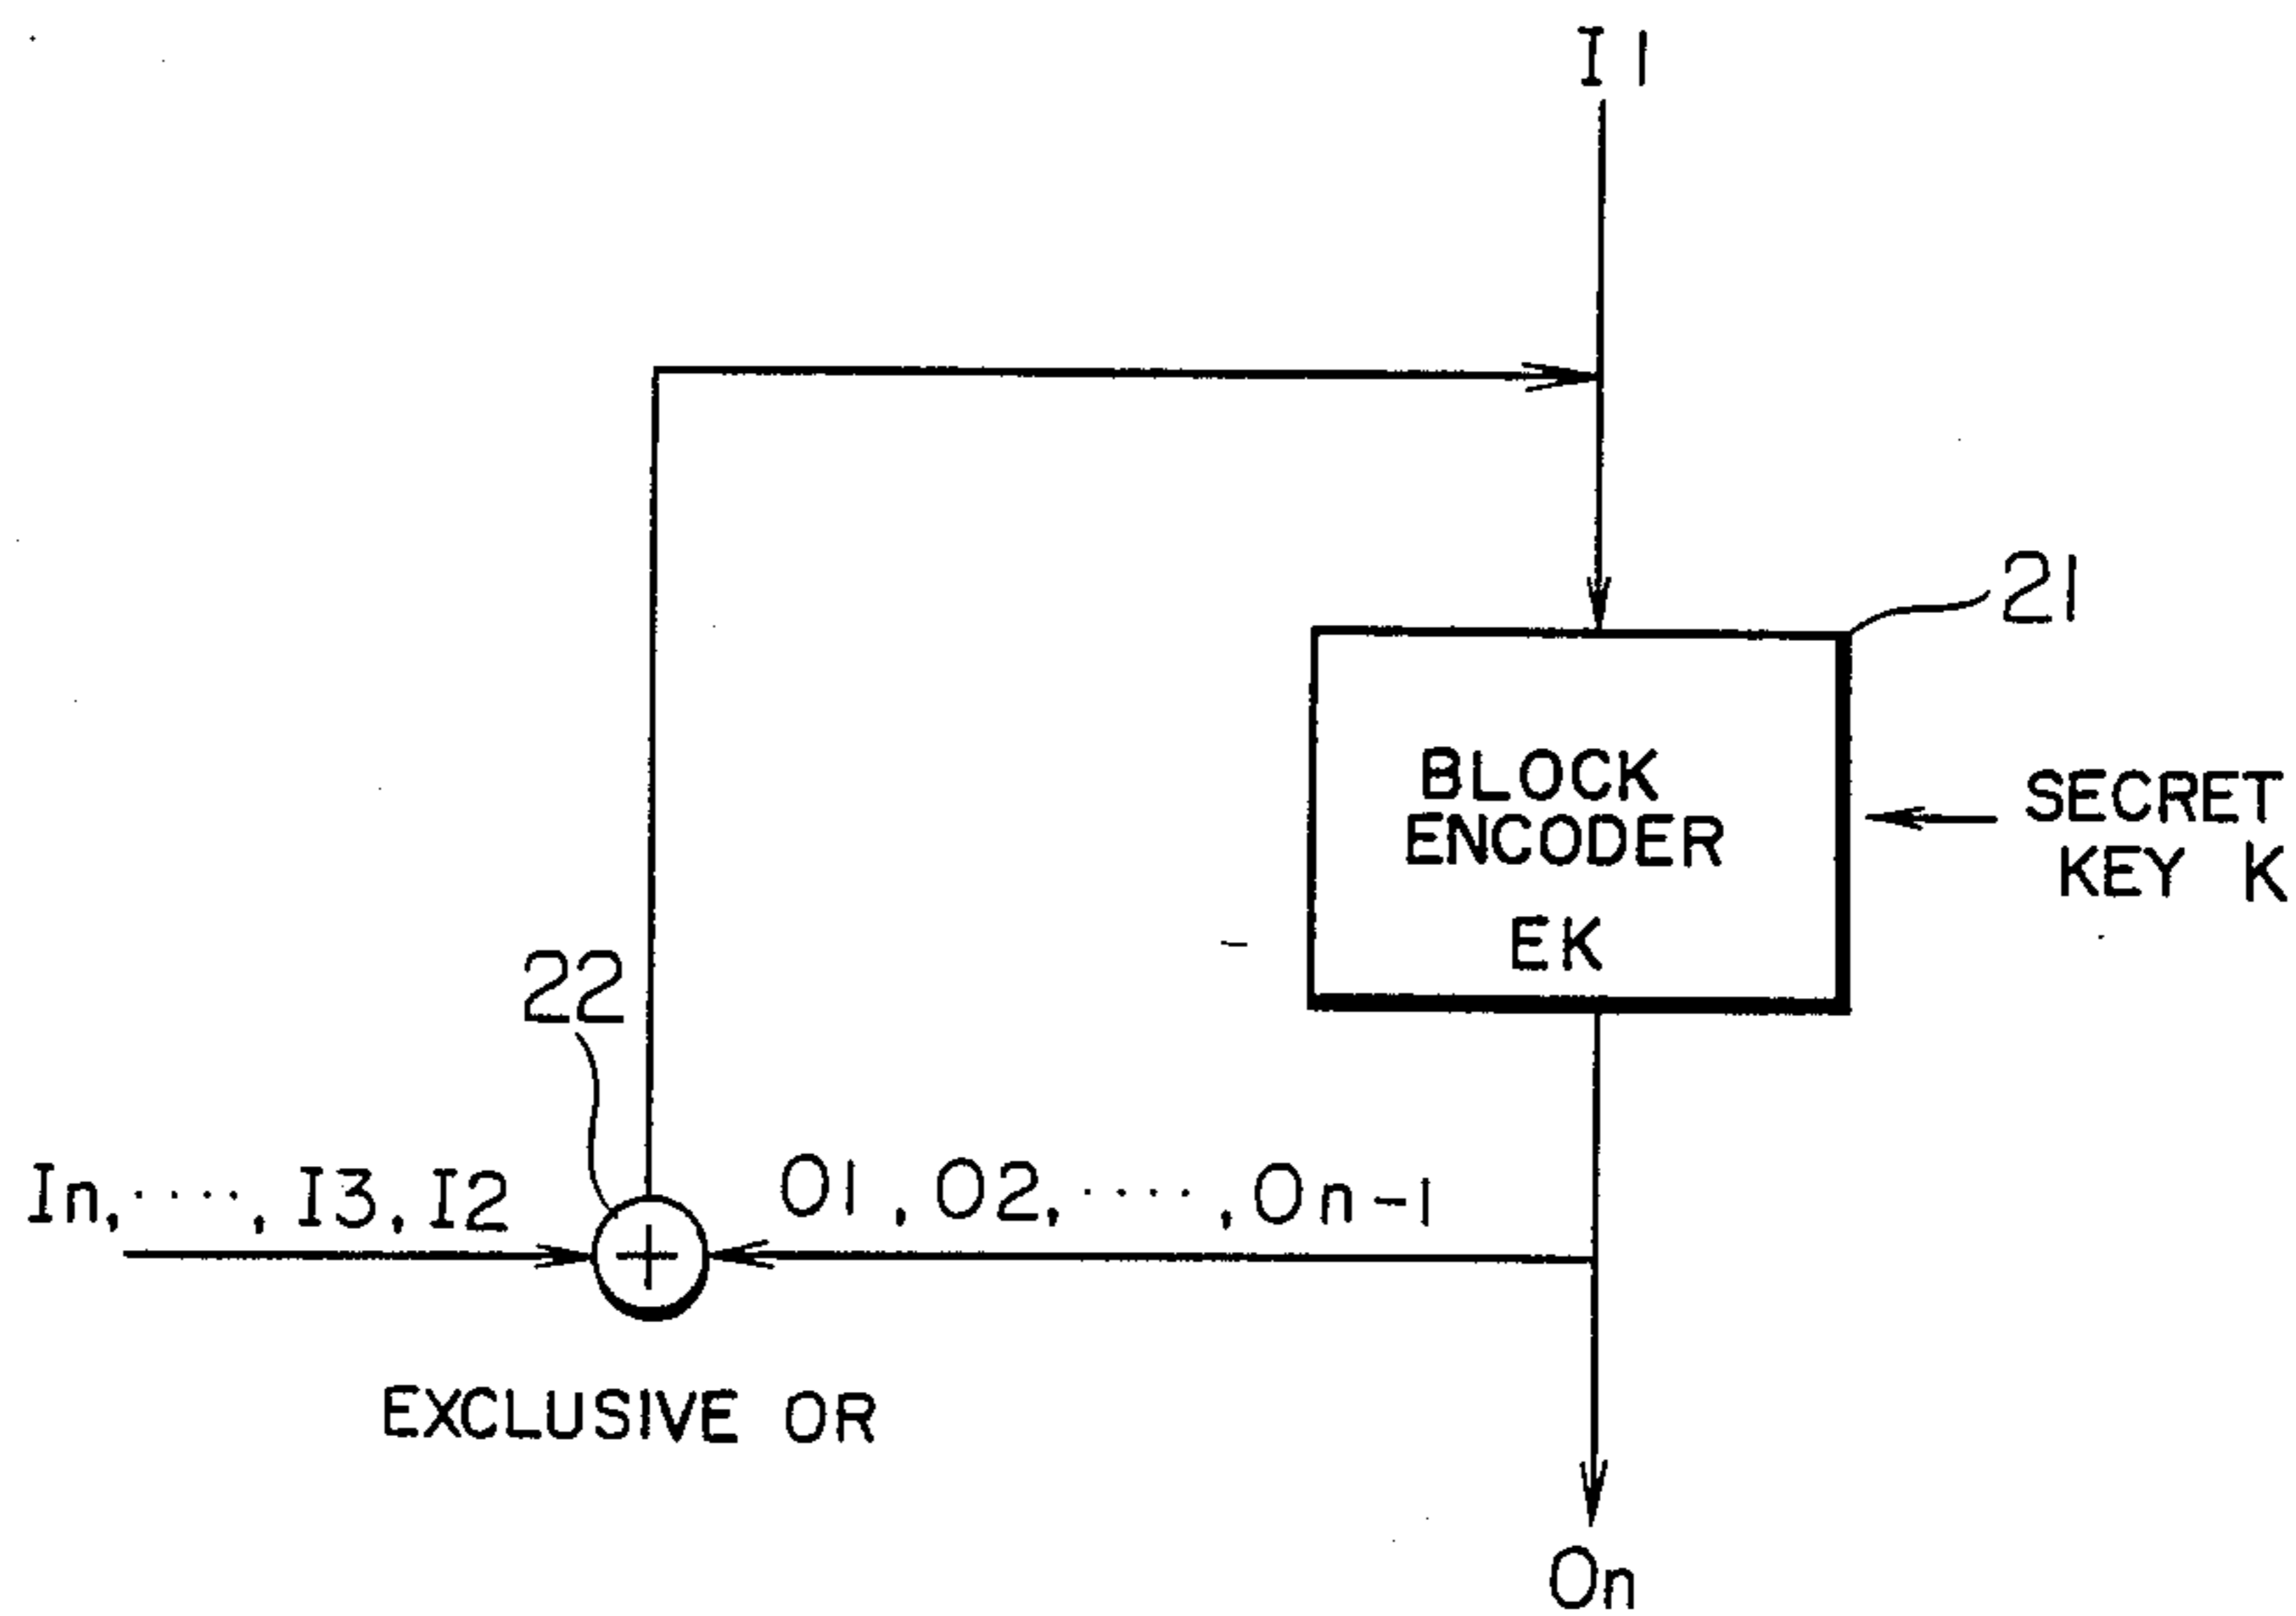 I1
21
BLOCK
ENCODER
EK
SECRET
KEY K
22
In, ····, I3, I2
O1, O2, ····, On-1
EXCLUSIVE OR
On